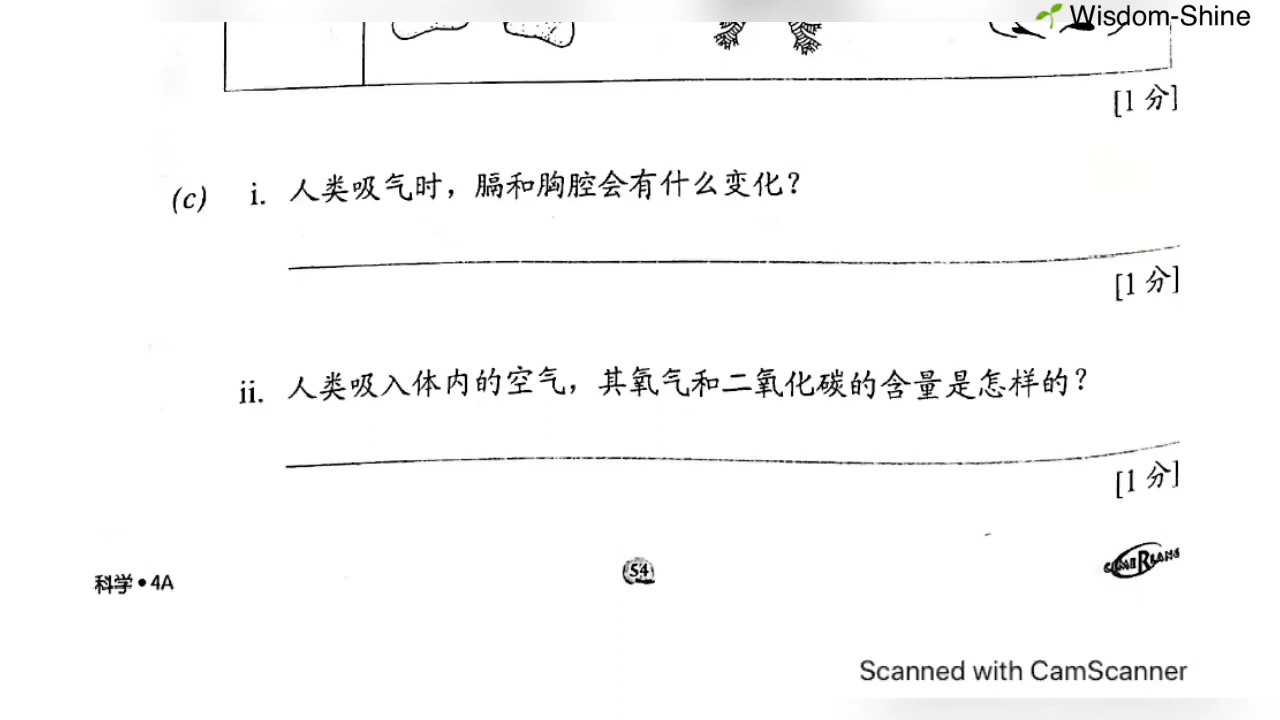 Wisdom-Shine
[1 分]
(c) i. 人类吸气时，膈和胸腔会有什么变化？
[1 分]
ii. 人类吸入体内的空气，其氧气和二氧化碳的含量是怎样的？
[1 分]
科学•4A
54
Scanned with CamScanner